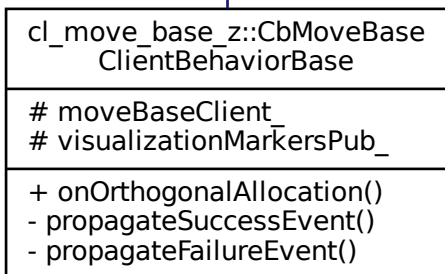 cl_move_base_z::CbMoveBase
ClientBehaviorBase
# moveBaseClient_
# visualizationMarkersPub_
+ onOrthogonalAllocation()
- propagateSuccessEvent()
- propagateFailureEvent()